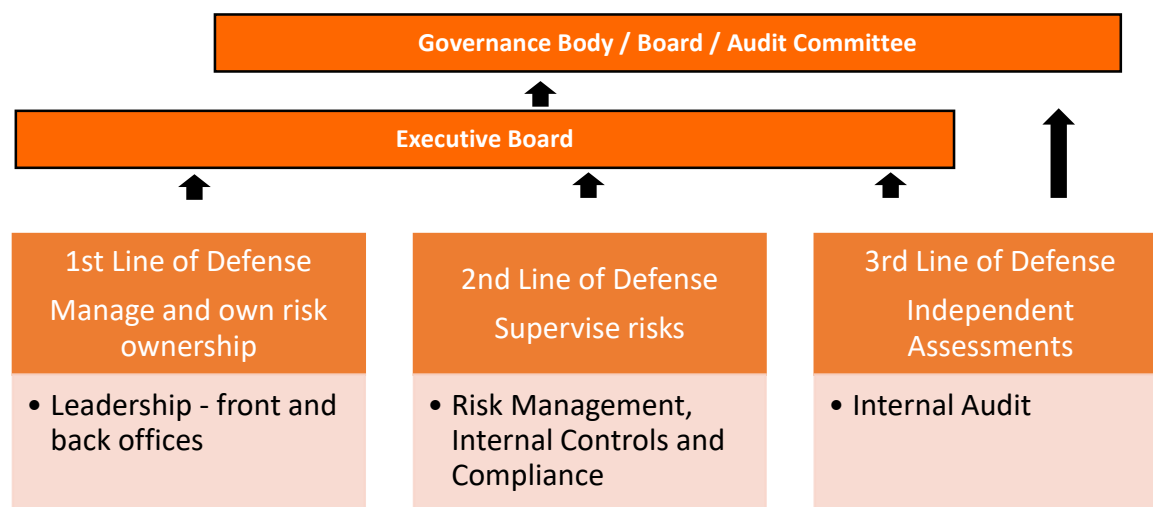 Governance Body / Board / Audit Committee
Executive Board
1st Line of Defense
Manage and own risk
ownership
• Leadership - front and
back offices
2nd Line of Defense
Supervise risks
• Risk Management,
Internal Controls and
Compliance
3rd Line of Defense
Independent
Assessments
• Internal Audit